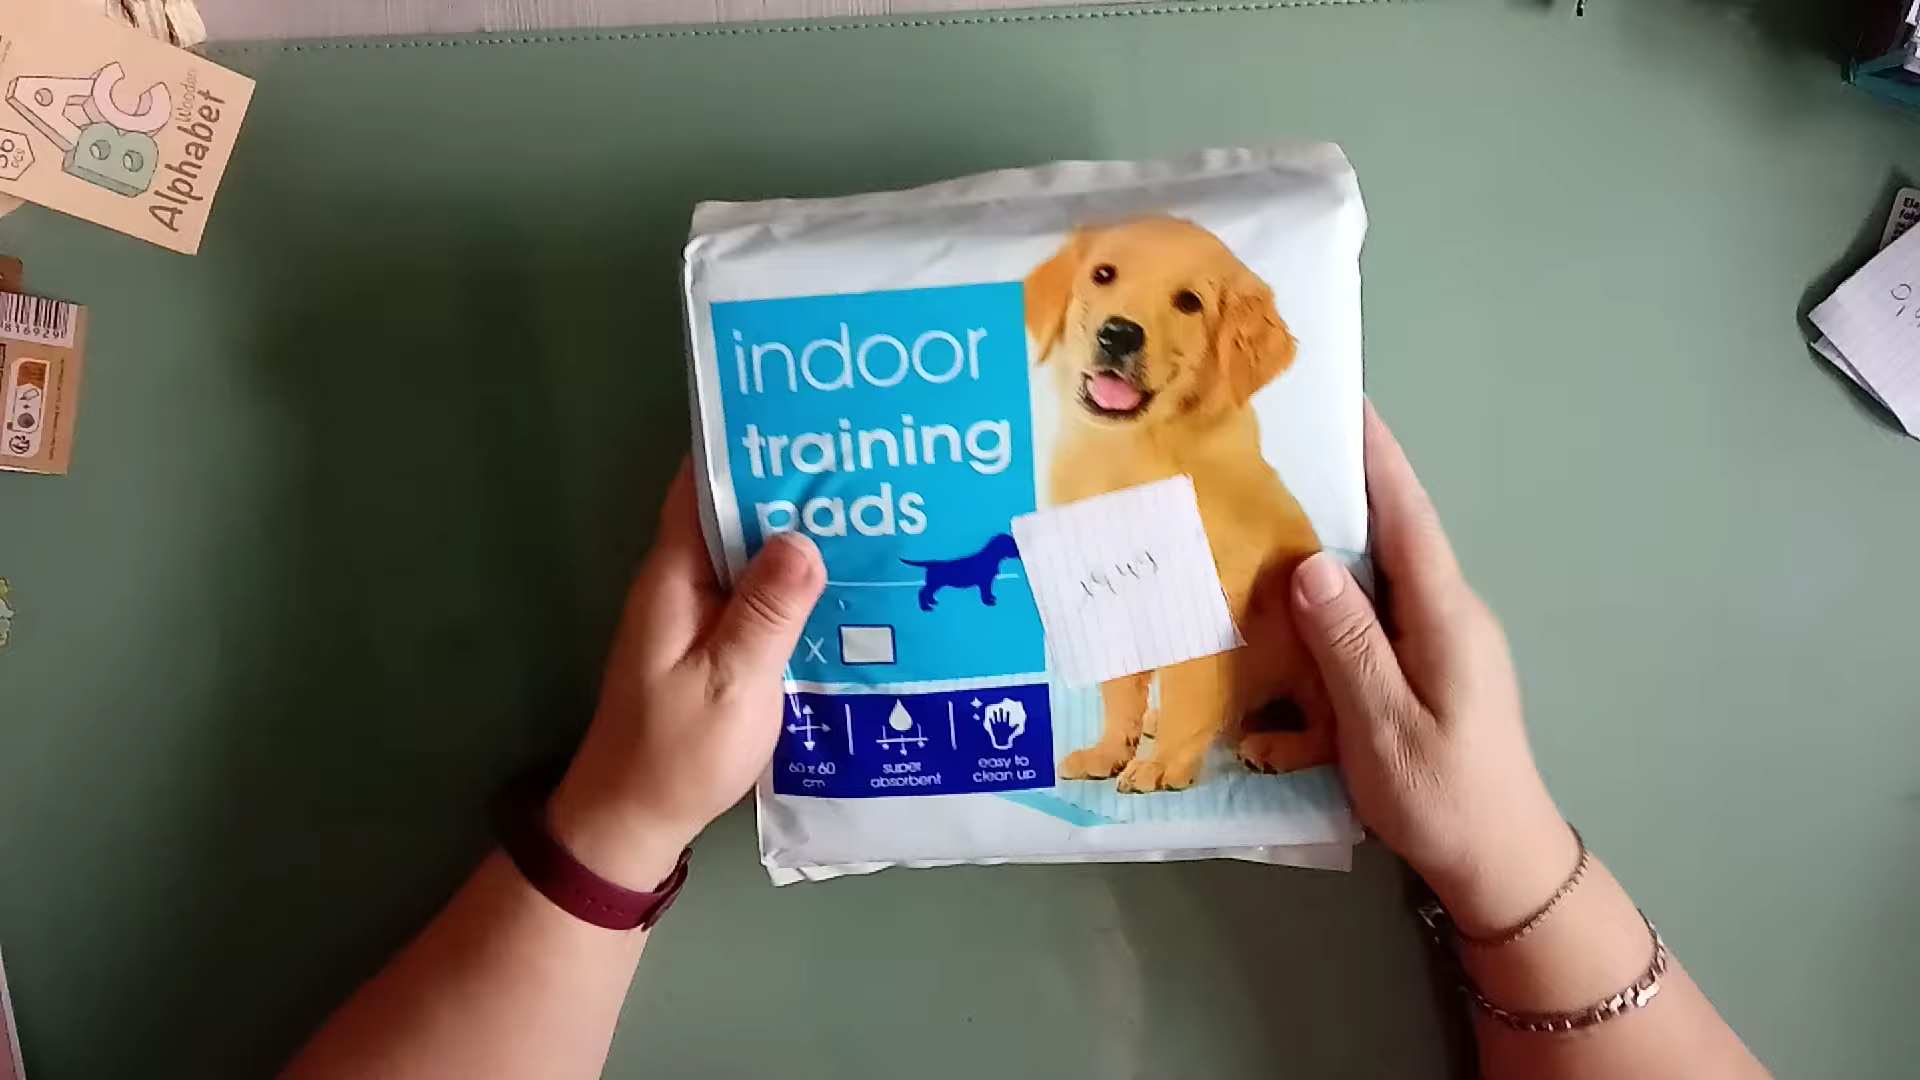 Wooden
Alphabet
indoor
training
pads
X
60 x 60
cm
super
absorbent
easy to
clean up